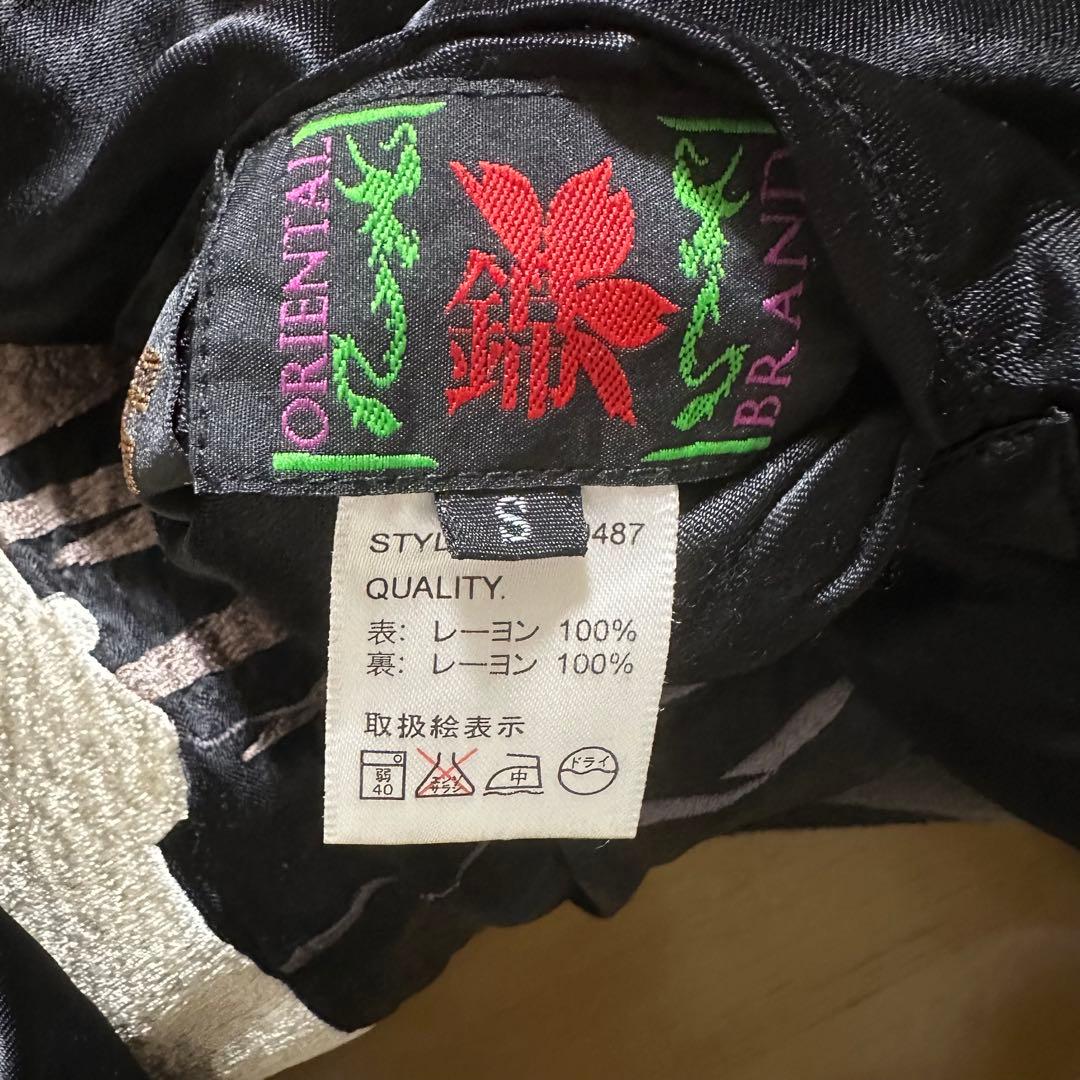 ORIENTAL
錦
BRAND
S
STYL 0487
QUALITY.
表: レーヨン 100%
裏: レーヨン 100%
取扱絵表示
弱
40
エンソ
サラシ
中
ドライ